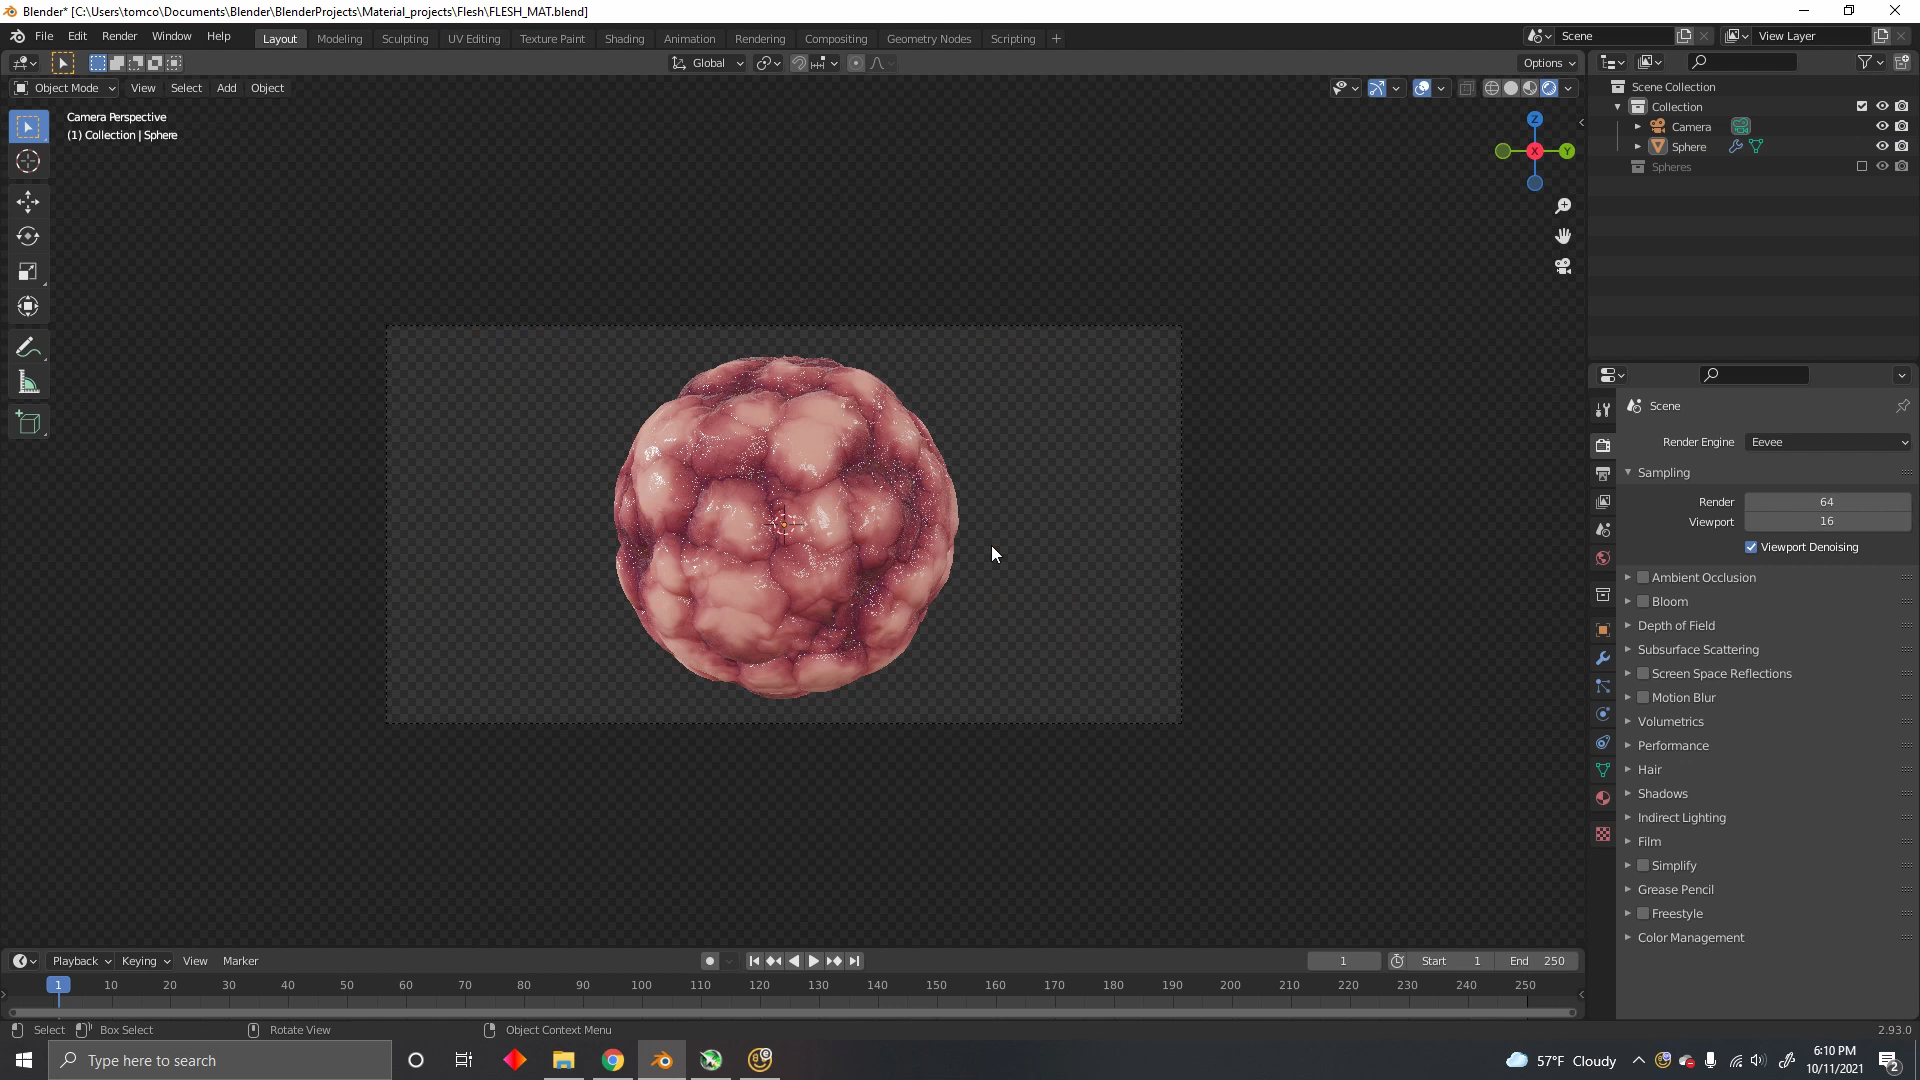 Blender* [C:\Users\tomco\Documents\Blender\BlenderProjects\Material_projects\Flesh\FLESH_MAT.blend]
File Edit Render Window Help Layout Modeling Sculpting UV Editing Texture Paint Shading Animation Rendering Compositing Geometry Nodes Scripting + Scene View Layer
Global Options
Object Mode View Select Add Object
Camera Perspective
(1) Collection | Sphere
Z
X
Y
Scene Collection
Collection
Camera
Sphere
Spheres
Scene
Render Engine Eevee
Sampling
Render 64
Viewport 16
Viewport Denoising
Ambient Occlusion
Bloom
Depth of Field
Subsurface Scattering
Screen Space Reflections
Motion Blur
Volumetrics
Performance
Hair
Shadows
Indirect Lighting
Film
Simplify
Grease Pencil
Freestyle
Color Management
Playback Keying View Marker 1 Start 1 End 250
1 10 20 30 40 50 60 70 80 90 100 110 120 130 140 150 160 170 180 190 200 210 220 230 240 250
Select Box Select Rotate View Object Context Menu 2.93.0
Type here to search
57°F Cloudy
6:10 PM
10/11/2021
2